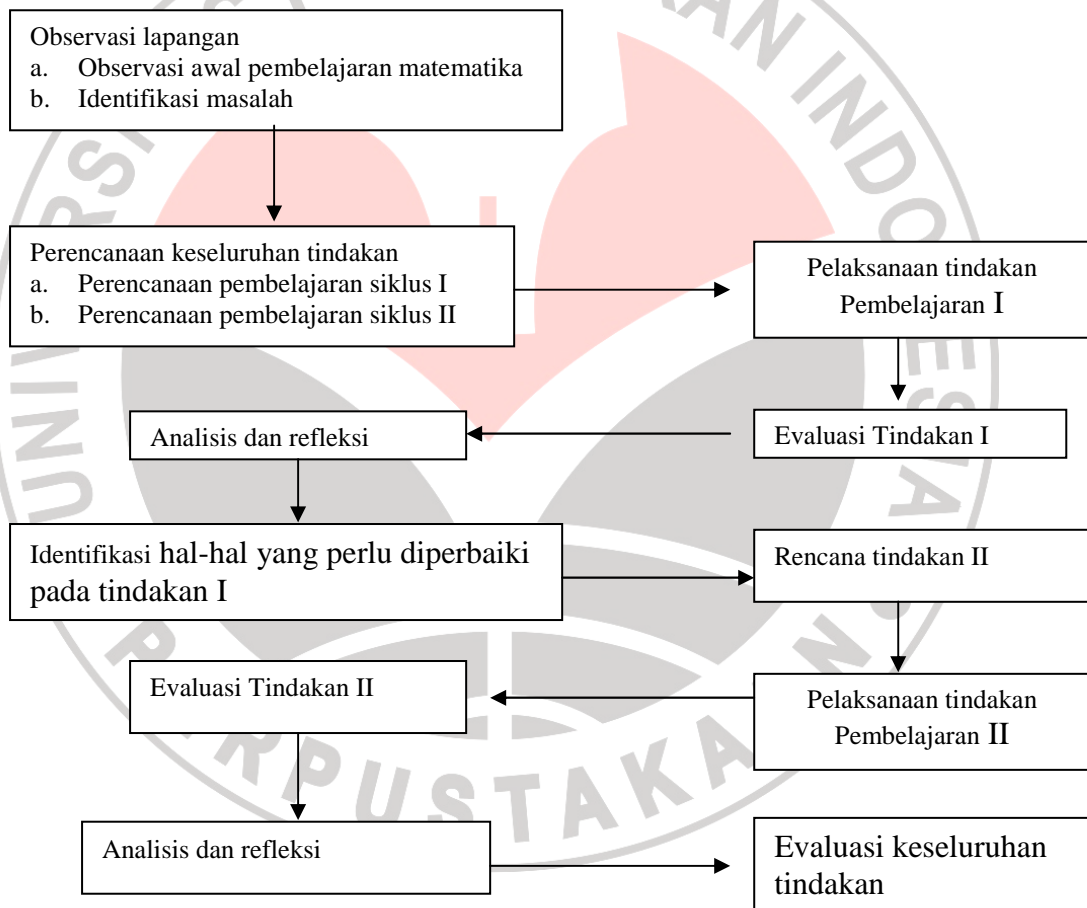 Observasi lapangan
a. Observasi awal pembelajaran matematika
b. Identifikasi masalah
Perencanaan keseluruhan tindakan
a. Perencanaan pembelajaran siklus I
b. Perencanaan pembelajaran siklus II
Pelaksanaan tindakan
Pembelajaran I
Evaluasi Tindakan I
Analisis dan refleksi
Identifikasi hal-hal yang perlu diperbaiki
pada tindakan I
Rencana tindakan II
Pelaksanaan tindakan
Pembelajaran II
Evaluasi Tindakan II
Analisis dan refleksi
Evaluasi keseluruhan
tindakan